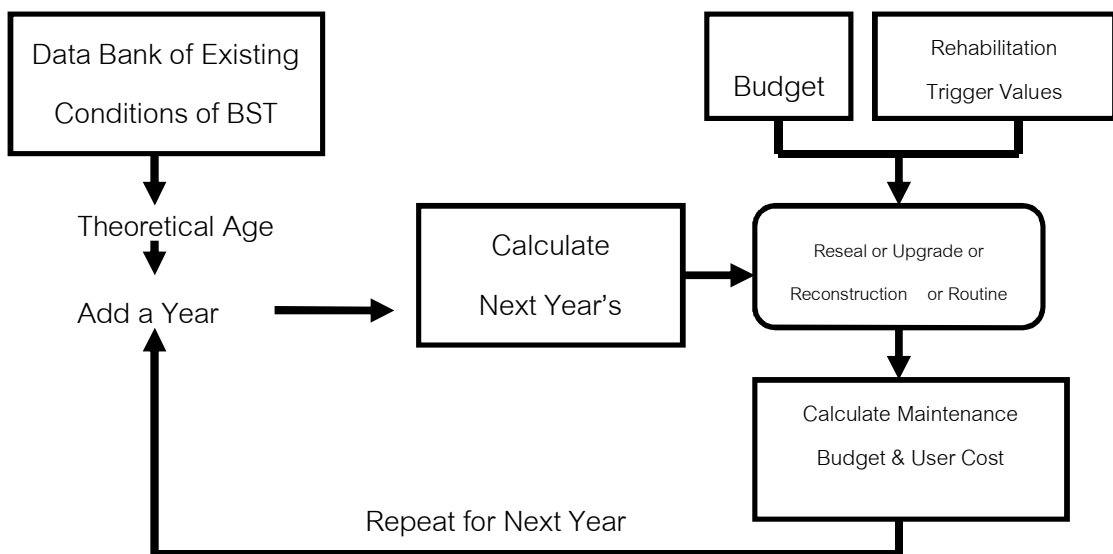 Data Bank of Existing
Conditions of BST
Budget
Rehabilitation
Trigger Values
Theoretical Age
Add a Year
Calculate
Next Year's
Reseal or Upgrade or
Reconstruction or Routine
Calculate Maintenance
Budget & User Cost
Repeat for Next Year